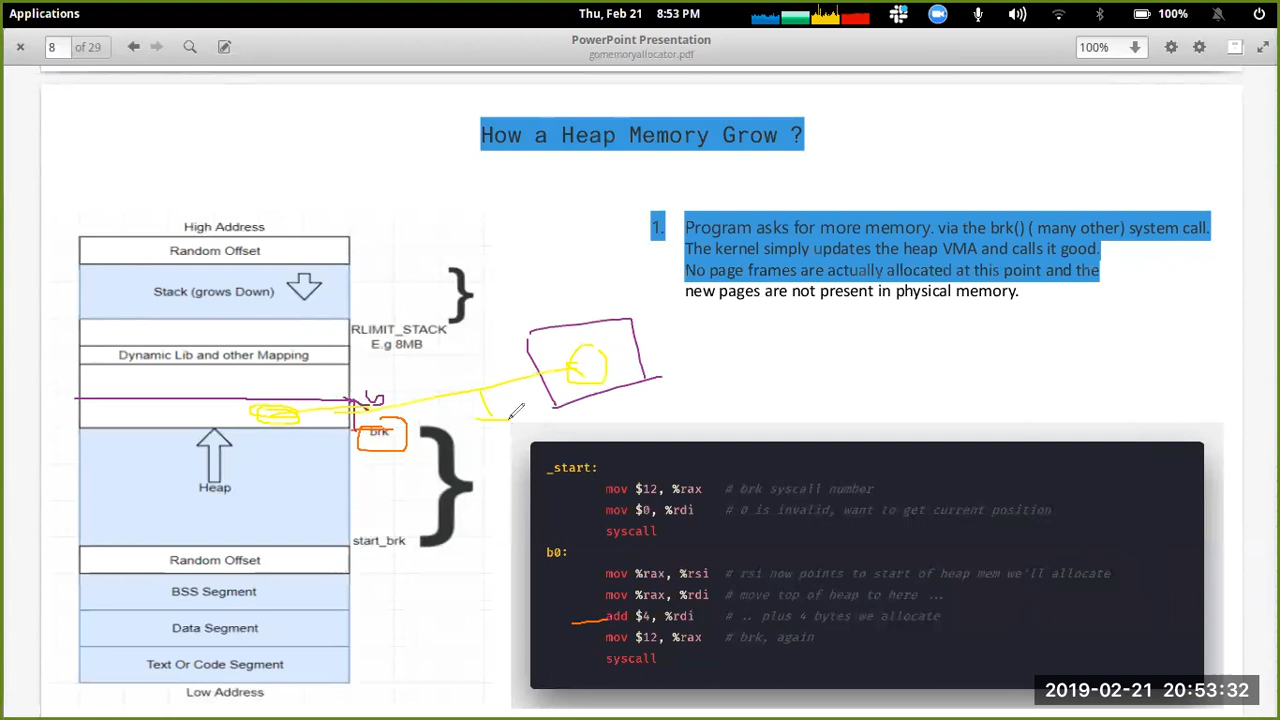 Applications
Thu, Feb 21 8:53 PM
100%
8 of 29
PowerPoint Presentation
gomemoryallocator.pdf
100%
How a Heap Memory Grow ?
High Address
Random Offset
Stack (grows Down)
RLIMIT_STACK
E.g 8MB
Dynamic Lib and other Mapping
brk
Heap
start_brk
Random Offset
BSS Segment
Data Segment
Text Or Code Segment
Low Address
1. Program asks for more memory. via the brk() ( many other) system call.
The kernel simply updates the heap VMA and calls it good.
No page frames are actually allocated at this point and the
new pages are not present in physical memory.
_start:
mov $12, %rax # brk syscall number
mov $0, %rdi # 0 is invalid, want to get current position
syscall
b0:
mov %rax, %rsi # rsi now points to start of heap mem we'll allocate
mov %rax, %rdi # move top of heap to here ...
add $4, %rdi # .. plus 4 bytes we allocate
mov $12, %rax # brk, again
syscall
2019-02-21 20:53:32